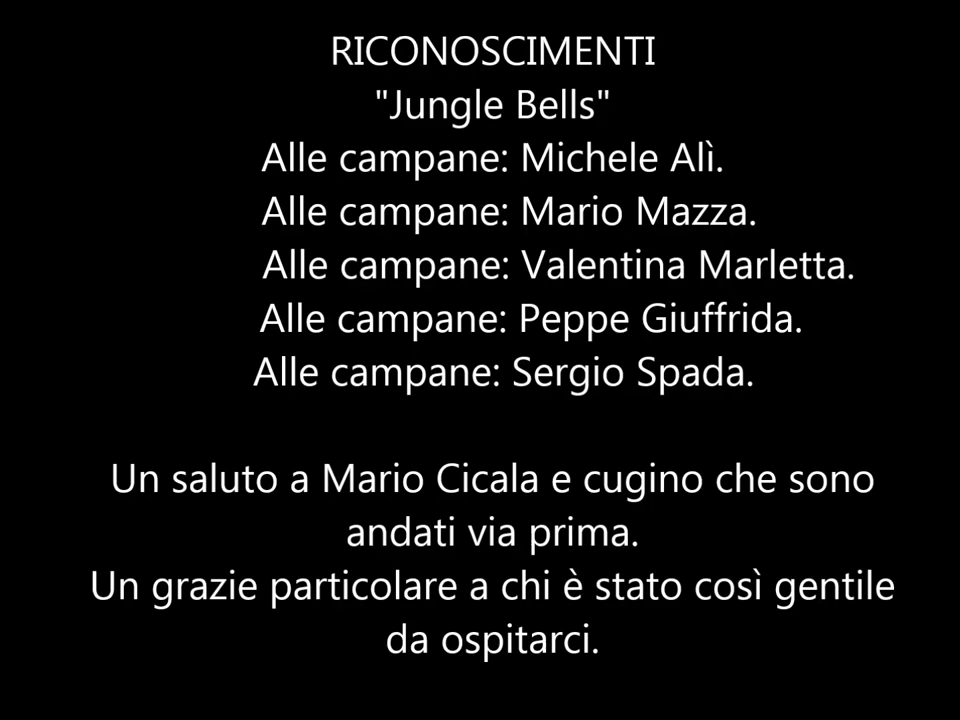 RICONOSCIMENTI
"Jungle Bells"
Alle campane: Michele Alì.
Alle campane: Mario Mazza.
Alle campane: Valentina Marletta.
Alle campane: Peppe Giuffrida.
Alle campane: Sergio Spada.
Un saluto a Mario Cicala e cugino che sono
andati via prima.
Un grazie particolare a chi è stato così gentile
da ospitarci.